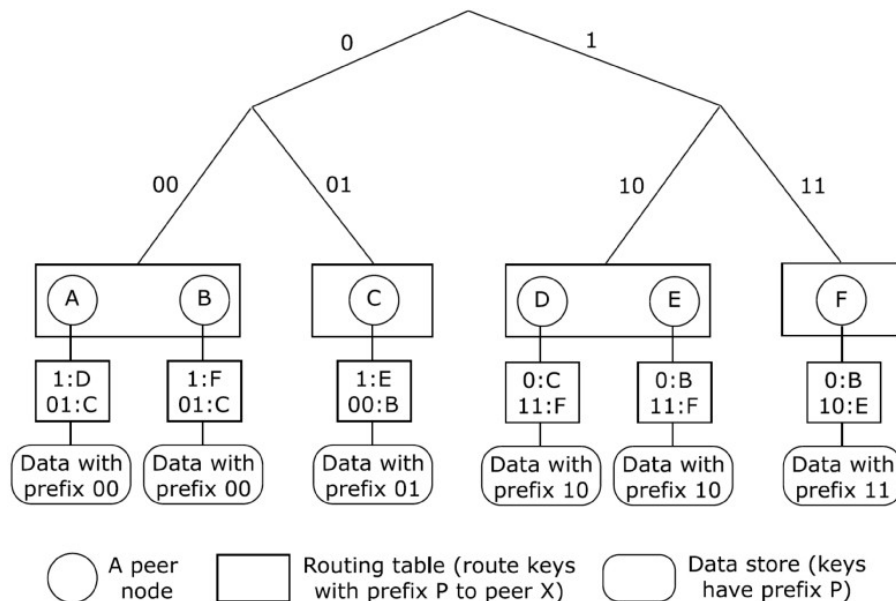 0
1
00
01
10
11
A
B
C
D
E
F
1:D
01:C
1:F
01:C
1:E
00:B
0:C
11:F
0:B
11:F
0:B
10:E
Data with
prefix 00
Data with
prefix 00
Data with
prefix 01
Data with
prefix 10
Data with
prefix 10
Data with
prefix 11
A peer
node
Routing table (route keys
with prefix P to peer X)
Data store (keys
have prefix P)